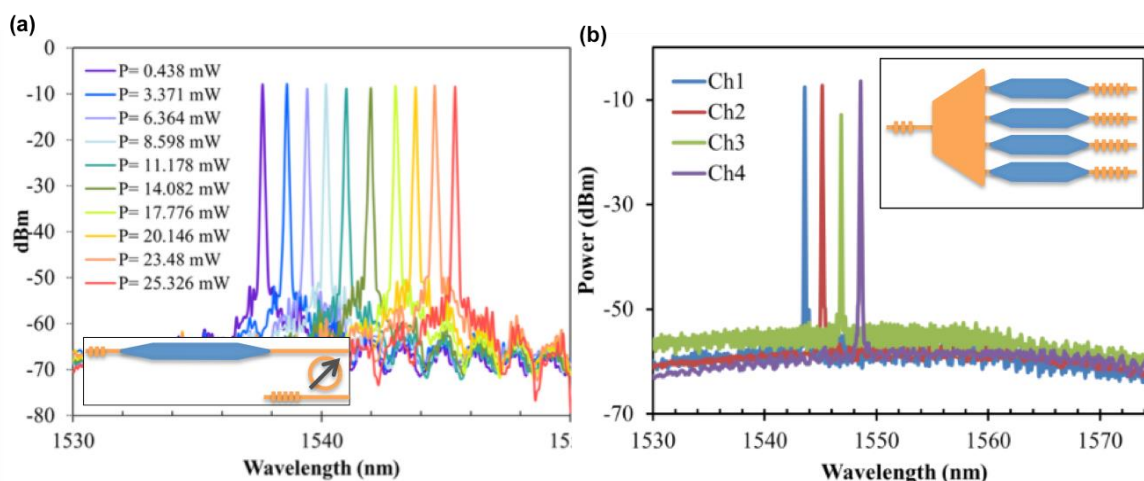 (a)
0
-10
-20
-30
-40
-50
-60
-70
-80
dBm
P= 0.438 mW
P= 3.371 mW
P= 6.364 mW
P= 8.598 mW
P= 11.178 mW
P= 14.082 mW
P= 17.776 mW
P= 20.146 mW
P= 23.48 mW
P= 25.326 mW
1530
1540
Wavelength (nm)
(b)
-10
-30
-50
-70
Power (dBm)
Ch1
Ch2
Ch3
Ch4
1530
1540
1550
1560
1570
Wavelength (nm)